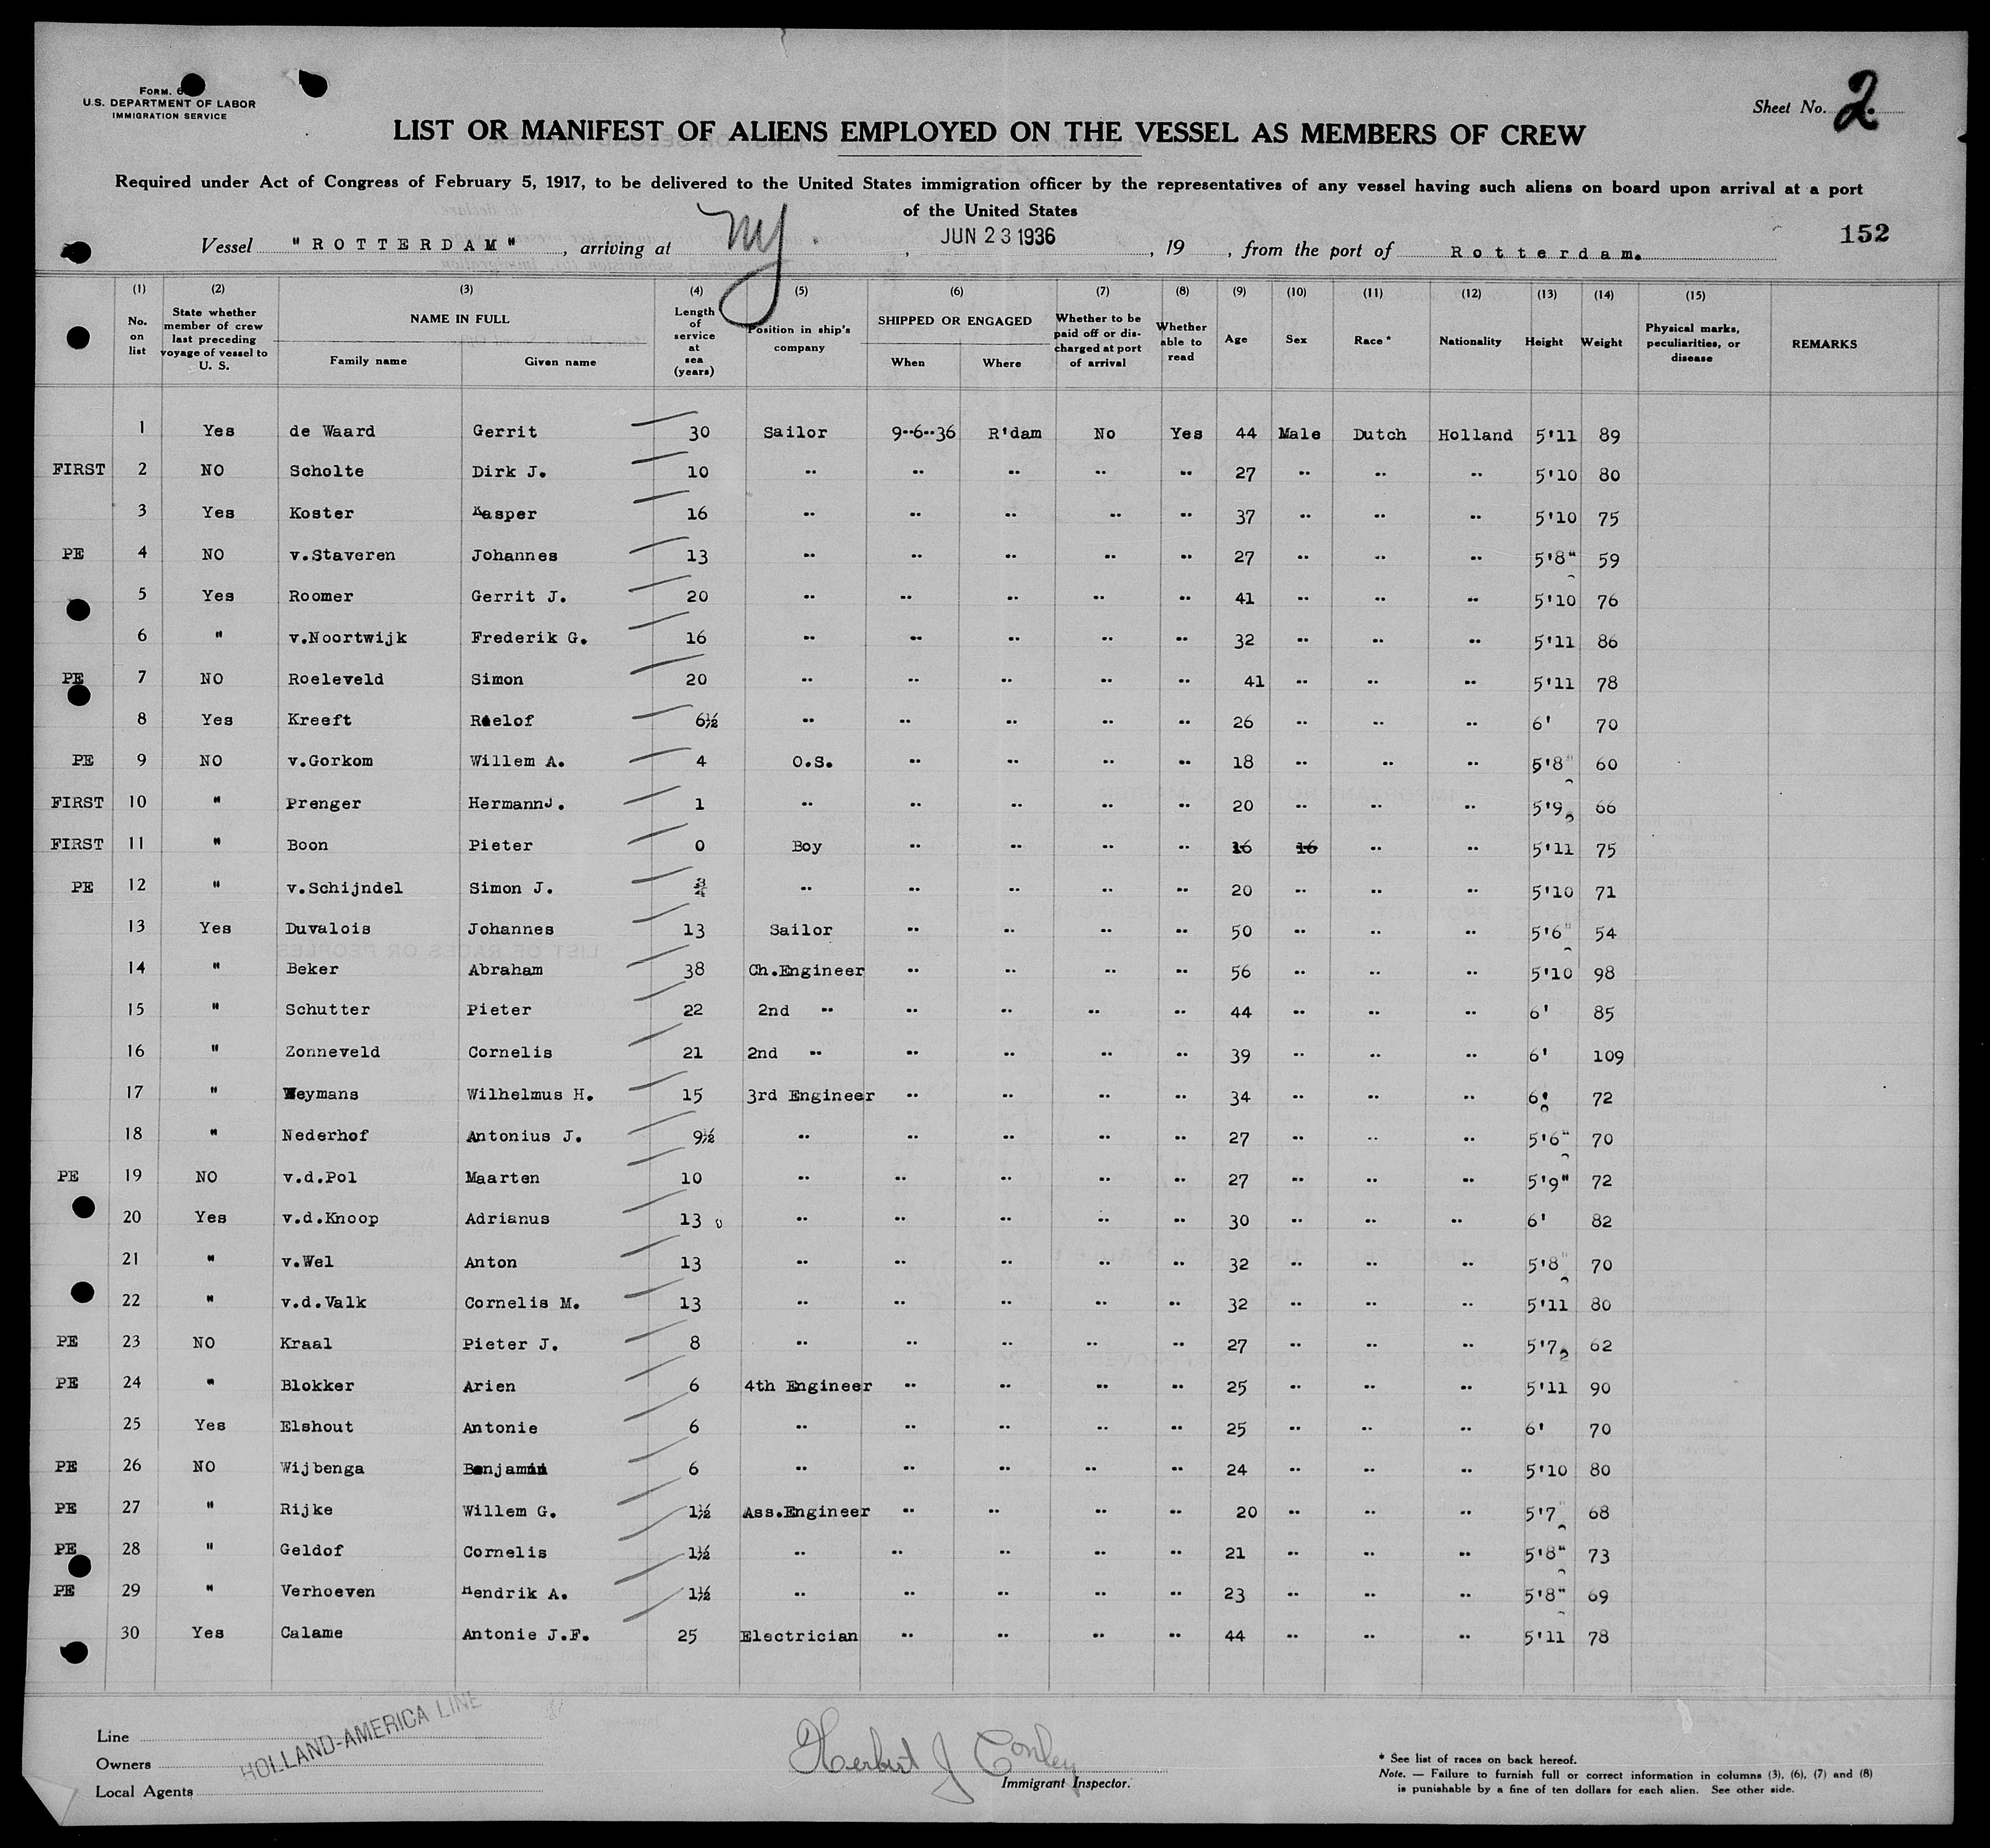 FORM. 6
U.S. DEPARTMENT OF LABOR
IMMIGRATION SERVICE
Sheet No. 2
LIST OR MANIFEST OF ALIENS EMPLOYED ON THE VESSEL AS MEMBERS OF CREW
Required under Act of Congress of February 5, 1917, to be delivered to the United States immigration officer by the representatives of any vessel having such aliens on board upon arrival at a port
of the United States
152
Vessel "ROTTERDAM", arriving at NY, JUN 23 1936, 19 , from the port of Rotterdam.
(1) (2) (3) (4) (5) (6) (7) (8) (9) (10) (11) (12) (13) (14) (15)
No. on list
State whether member of crew last preceding voyage of vessel to U. S.
NAME IN FULL
Family name
Given name
Length of service at sea (years)
Position in ship's company
SHIPPED OR ENGAGED
When
Where
Whether to be paid off or discharged at port of arrival
Whether able to read
Age
Sex
Race*
Nationality
Height
Weight
Physical marks, peculiarities, or disease
REMARKS
1 Yes de Waard Gerrit 30 Sailor 9--6--36 R'dam No Yes 44 Male Dutch Holland 5'11 89
FIRST 2 NO Scholte Dirk J. 10 " " " " " 27 " " " 5'10 80
3 Yes Koster Kasper 16 " " " " " 37 " " " 5'10 75
PE 4 NO v.Staveren Johannes 13 " " " " " 27 " " " 5'8" 59
5 Yes Roomer Gerrit J. 20 " " " " " 41 " " " 5'10 76
6 " v.Noortwijk Frederik G. 16 " " " " " 32 " " " 5'11 86
PE 7 NO Roeleveld Simon 20 " " " " " 41 " " " 5'11 78
8 Yes Kreeft Roelof 6½ " " " " " 26 " " " 6' 70
PE 9 NO v.Gorkom Willem A. 4 O.S. " " " " 18 " " " 5'8" 60
FIRST 10 " Prenger Hermann J. 1 " " " " " 20 " " " 5'9 66
FIRST 11 " Boon Pieter 0 Boy " " " " 16 16 " " 5'11 75
PE 12 " v.Schijndel Simon J. ¾ " " " " " 20 " " " 5'10 71
13 Yes Duvalois Johannes 13 Sailor " " " " 50 " " " 5'6" 54
14 " Beker Abraham 38 Ch.Engineer " " " " 56 " " " 5'10 98
15 " Schutter Pieter 22 2nd " " " " " 44 " " " 6' 85
16 " Zonneveld Cornelis 21 2nd " " " " " 39 " " " 6' 109
17 " Weymans Wilhelmus H. 15 3rd Engineer " " " " 34 " " " 6' 72
18 " Nederhof Antonius J. 9½ " " " " " 27 " " " 5'6" 70
PE 19 NO v.d.Pol Maarten 10 " " " " " 27 " " " 5'9" 72
20 Yes v.d.Knoop Adrianus 13 " " " " " 30 " " " 6' 82
21 " v.Wel Anton 13 " " " " " 32 " " " 5'8" 70
22 " v.d.Valk Cornelis M. 13 " " " " " 32 " " " 5'11 80
PE 23 NO Kraal Pieter J. 8 " " " " " 27 " " " 5'7 62
PE 24 " Blokker Arien 6 4th Engineer " " " " 25 " " " 5'11 90
25 Yes Elshout Antonie 6 " " " " " 25 " " " 6' 70
PE 26 NO Wijbenga Benjamin 6 " " " " " 24 " " " 5'10 80
PE 27 " Rijke Willem G. 1½ Ass.Engineer " " " " 20 " " " 5'7" 68
PE 28 " Geldof Cornelis 1½ " " " " " 21 " " " 5'8" 73
PE 29 " Verhoeven Hendrik A. 1½ " " " " " 23 " " " 5'8" 69
30 Yes Calame Antonie J.F. 25 Electrician " " " " 44 " " " 5'11 78
Line
Owners
Local Agents
HOLLAND-AMERICA LINE
Herbert J Conley
Immigrant Inspector.
* See list of races on back hereof.
Note. — Failure to furnish full or correct information in columns (3), (6), (7) and (8)
is punishable by a fine of ten dollars for each alien. See other side.